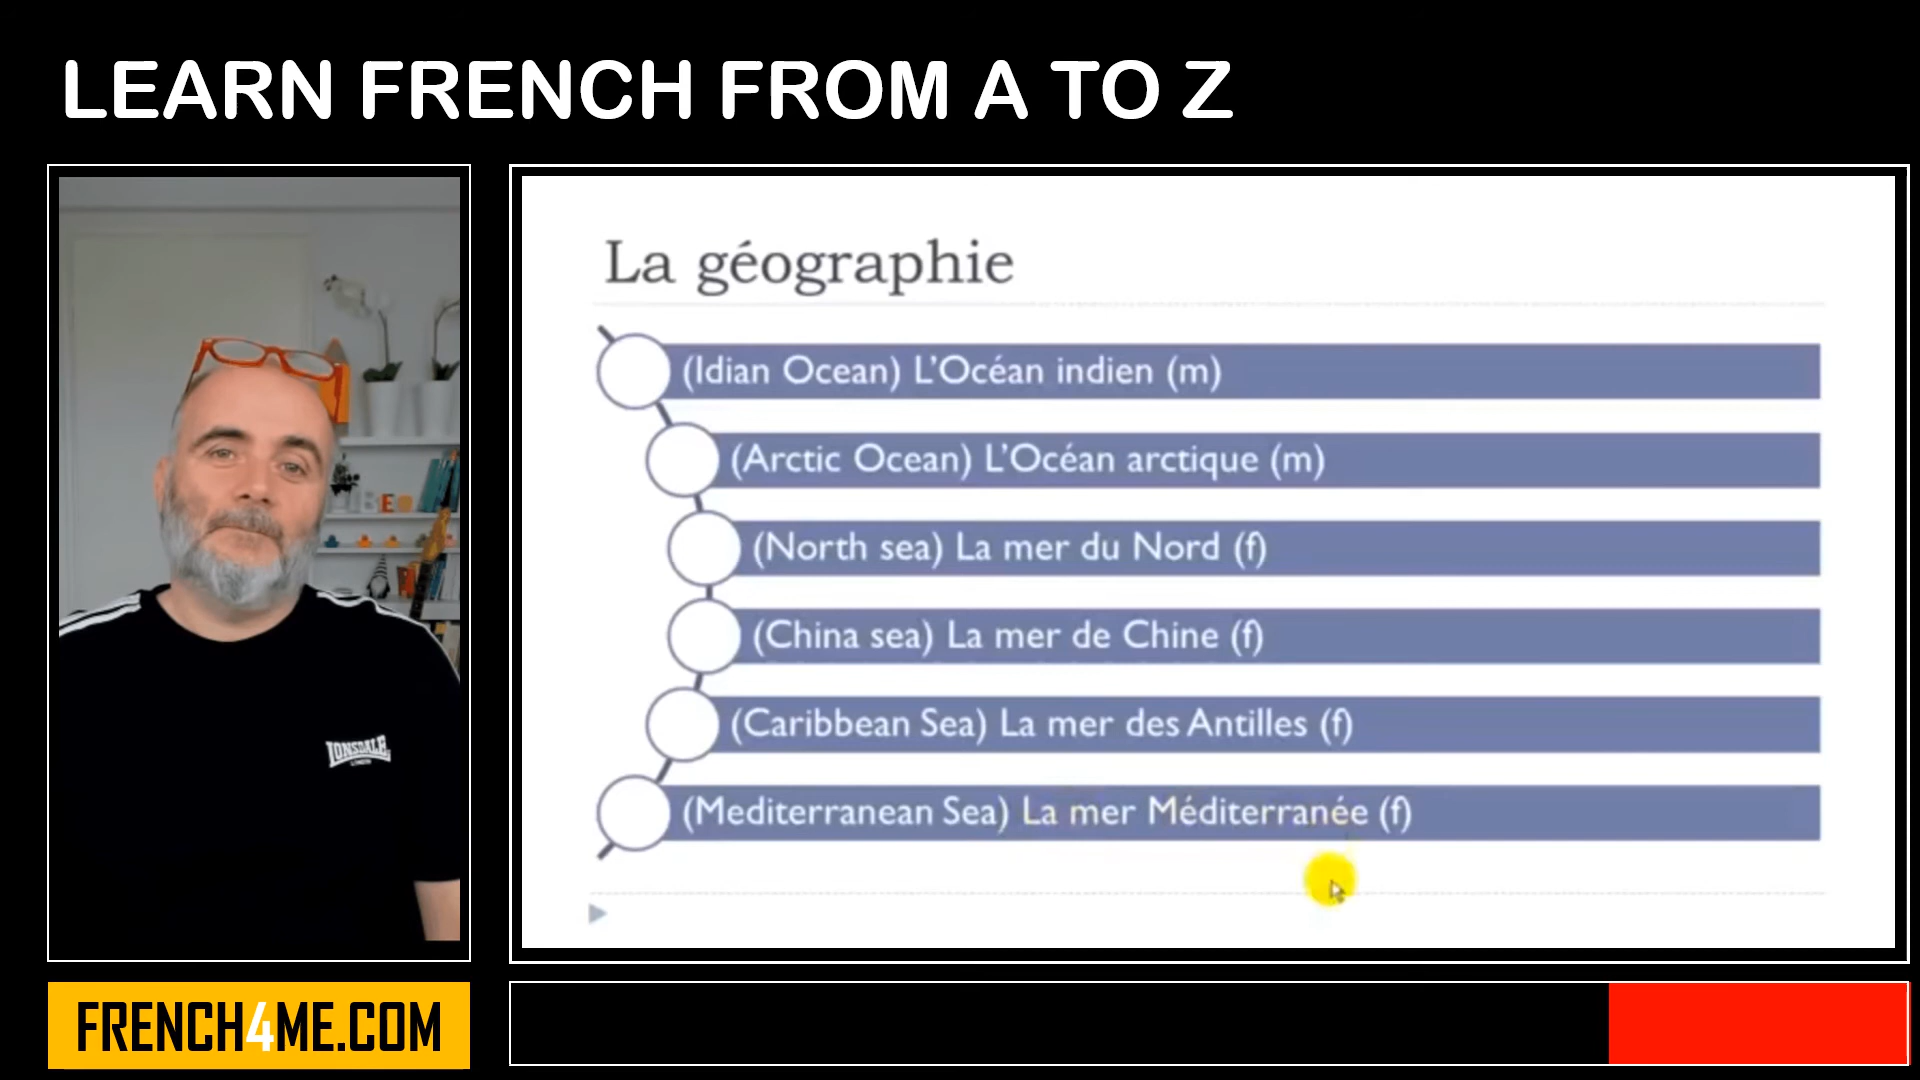 LEARN FRENCH FROM A TO Z
La géographie
(Idian Ocean) L'Océan indien (m)
(Arctic Ocean) L'Océan arctique (m)
(North sea) La mer du Nord (f)
(China sea) La mer de Chine (f)
(Caribbean Sea) La mer des Antilles (f)
(Mediterranean Sea) La mer Méditerranée (f)
LONSDALE
LONDON
FRENCH4ME.COM